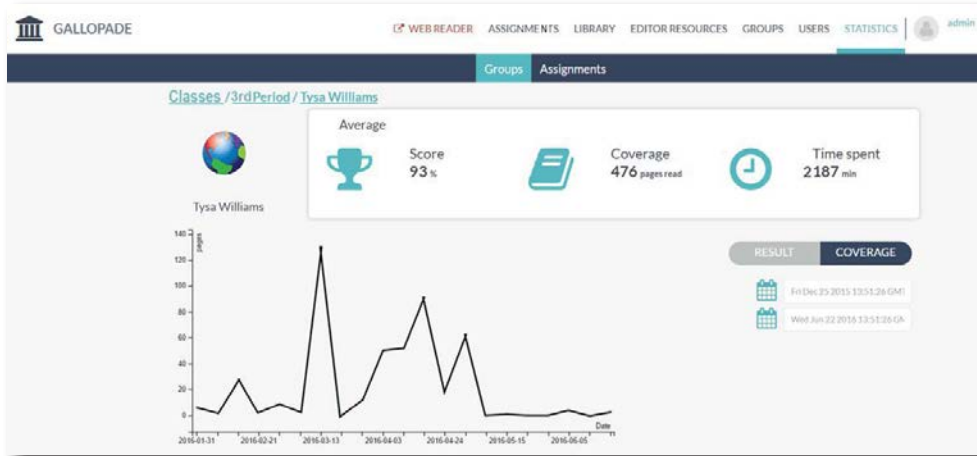 GALLOPADE
WEB READER ASSIGNMENTS LIBRARY EDITOR RESOURCES GROUPS USERS STATISTICS admin
Groups Assignments
Classes / 3rd Period / Tysa Williams
Average
Score
93 %
Coverage
476 pages read
Time spent
2187 min
Tysa Williams
RESULT COVERAGE
Fri Dec 25 2015 13:51:26 GMT
Wed Jun 22 2016 13:51:26 GM
pages
140
120
100
80
60
40
20
0
Date
2016-01-31 2016-02-21 2016-03-13 2016-04-03 2016-04-24 2016-05-15 2016-06-05